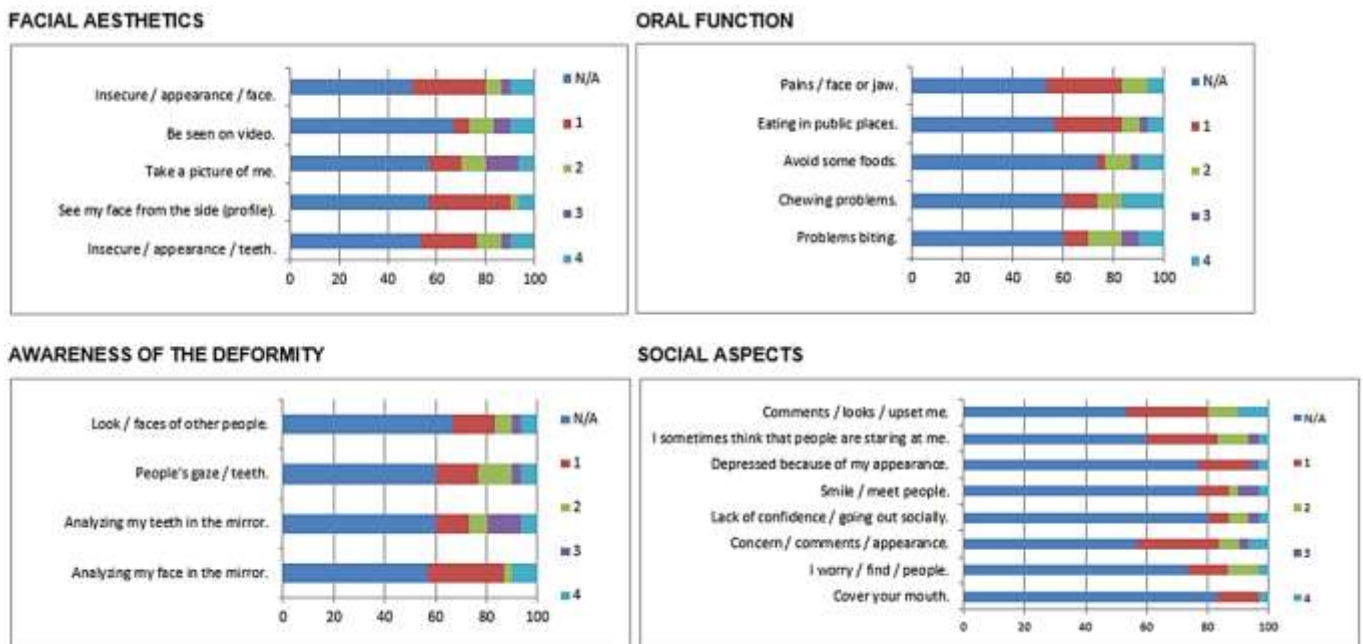 FACIAL AESTHETICS
Insecure / appearance / face.
Be seen on video.
Take a picture of me.
See my face from the side (profile).
Insecure / appearance / teeth.
0 20 40 60 80 100
N/A
1
2
3
4
ORAL FUNCTION
Pains / face or jaw.
Eating in public places.
Avoid some foods.
Chewing problems.
Problems biting.
0 20 40 60 80 100
N/A
1
2
3
4
AWARENESS OF THE DEFORMITY
Look / faces of other people.
People's gaze / teeth.
Analyzing my teeth in the mirror.
Analyzing my face in the mirror.
0 20 40 60 80 100
N/A
1
2
3
4
SOCIAL ASPECTS
Comments / looks / upset me.
I sometimes think that people are staring at me.
Depressed because of my appearance.
Smile / meet people.
Lack of confidence / going out socially.
Concern / comments / appearance.
I worry / find / people.
Cover your mouth.
0 20 40 60 80 100
N/A
1
2
3
4